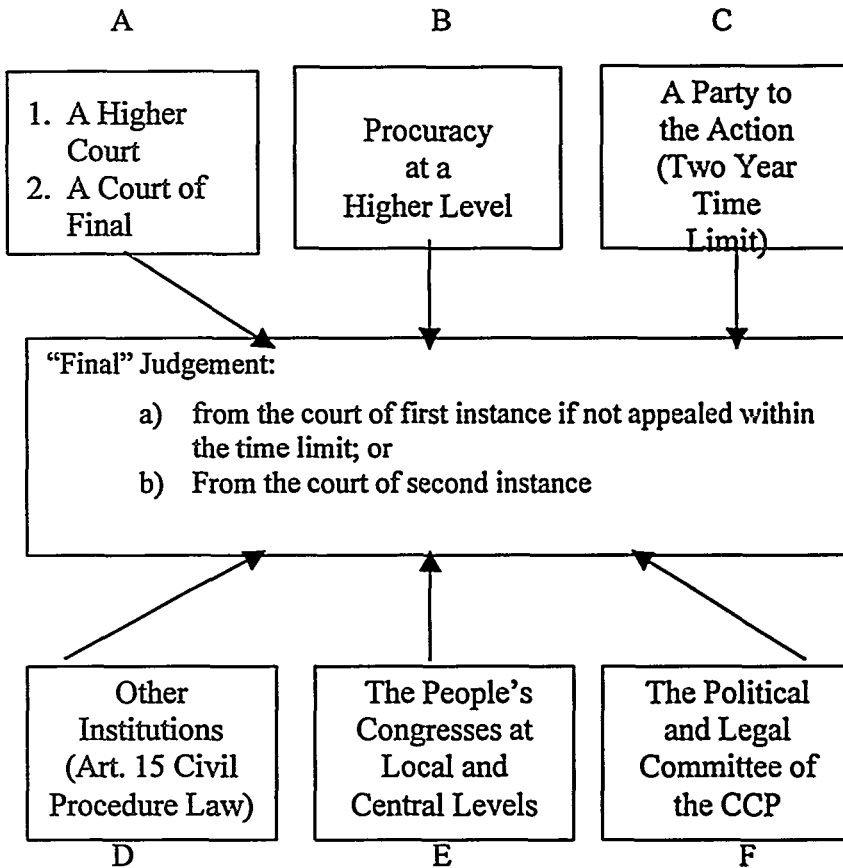 A
B
C
1. A Higher
Court
2. A Court of
Final
Procuracy
at a
Higher Level
A Party to
the Action
(Two Year
Time
Limit)
“Final” Judgement:
a) from the court of first instance if not appealed within
the time limit; or
b) From the court of second instance
Other
Institutions
(Art. 15 Civil
Procedure Law)
The People’s
Congresses at
Local and
Central Levels
The Political
and Legal
Committee of
the CCP
D
E
F